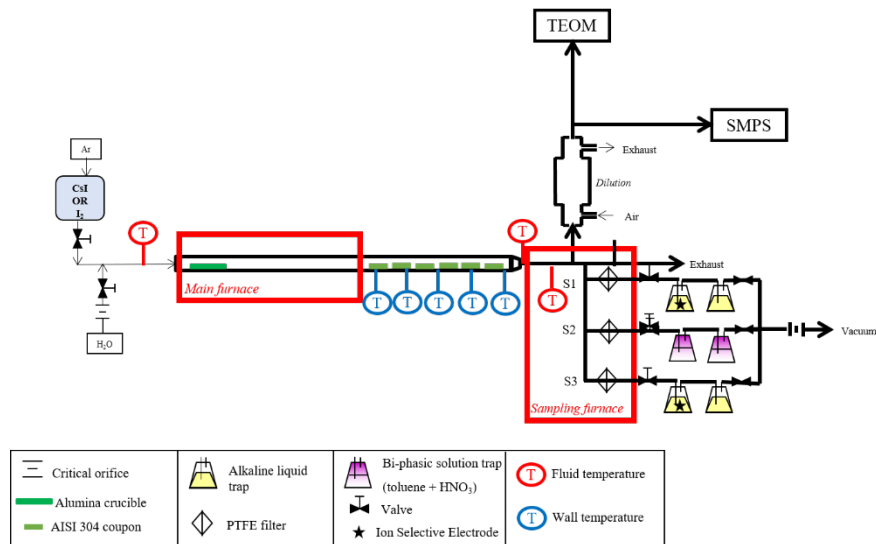 TEOM
SMPS
Exhaust
Dilution
Air
Ar
CsI
OR
I₂
T
T
Main furnace
T
T
T
T
T
T
H₂O
Exhaust
S1
S2
S3
Vacuum
Sampling furnace
Critical orifice
Alumina crucible
AISI 304 coupon
Alkaline liquid
trap
PTFE filter
Bi-phasic solution trap
(toluene + HNO₃)
Valve
Ion Selective Electrode
T Fluid temperature
T Wall temperature